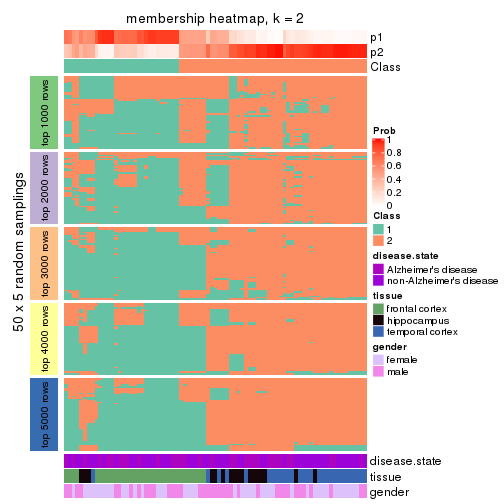 membership heatmap, k = 2
p1
p2
Class
50 x 5 random samplings
top 1000 rows
top 2000 rows
top 3000 rows
top 4000 rows
top 5000 rows
disease.state
tissue
gender
Prob
1
0.8
0.6
0.4
0.2
0
Class
1
2
disease.state
Alzheimer's disease
non-Alzheimer's disease
tissue
frontal cortex
hippocampus
temporal cortex
gender
female
male